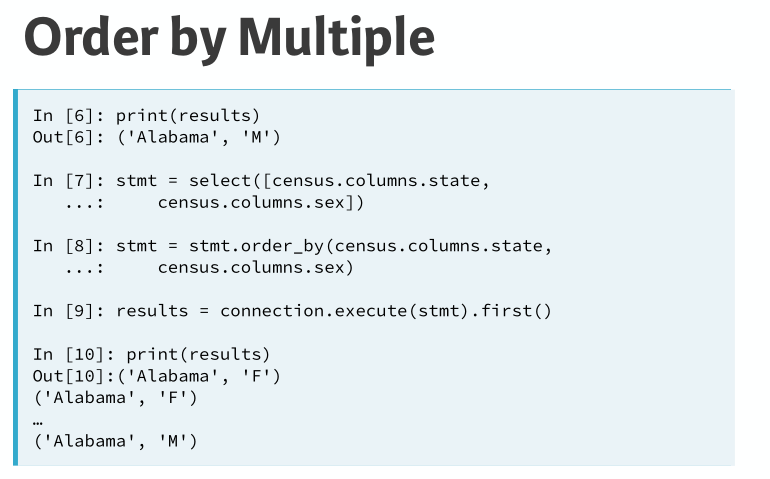 Order by Multiple
In [6]: print(results)
Out[6]: ('Alabama', 'M')
In [7]: stmt = select([census.columns.state,
   ...:     census.columns.sex])
In [8]: stmt = stmt.order_by(census.columns.state,
   ...:     census.columns.sex)
In [9]: results = connection.execute(stmt).first()
In [10]: print(results)
Out[10]:('Alabama', 'F')
('Alabama', 'F')
…
('Alabama', 'M')